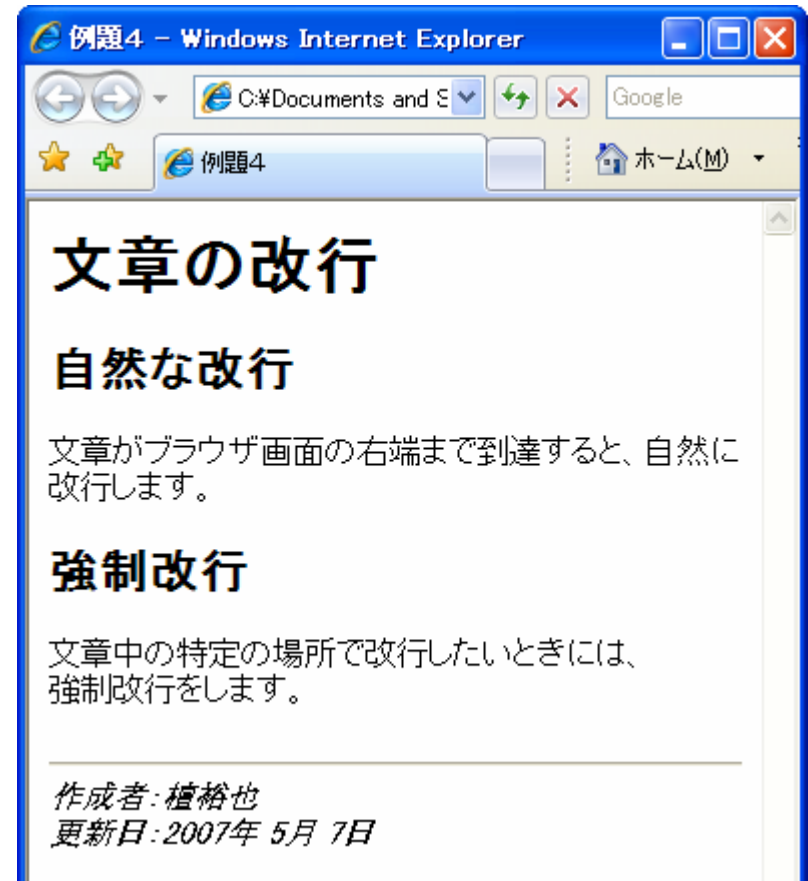 例題4 - Windows Internet Explorer
C:¥Documents and S
Google
例題4
ホーム(M)
文章の改行
自然な改行
文章がブラウザ画面の右端まで到達すると、自然に
改行します。
強制改行
文章中の特定の場所で改行したいときには、
強制改行をします。
作成者:檀裕也
更新日:2007年 5月 7日